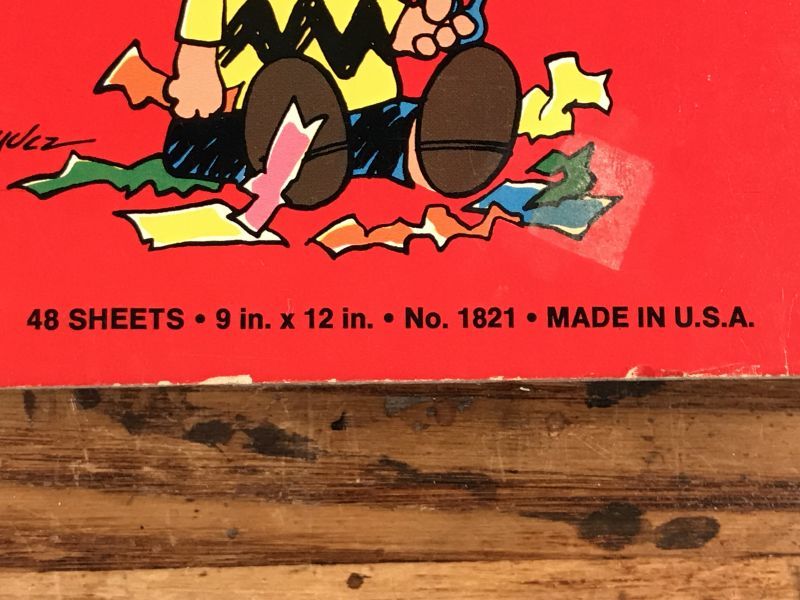 48 SHEETS • 9 in. x 12 in. • No. 1821 • MADE IN U.S.A.